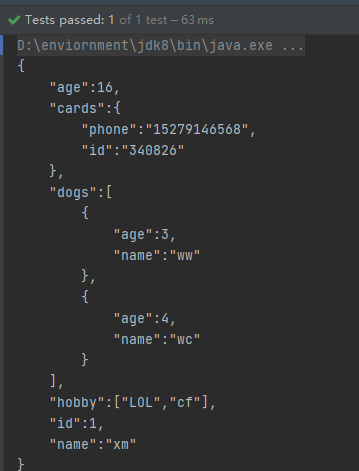 Tests passed: 1 of 1 test – 63 ms
D:\enviornment\jdk8\bin\java.exe ...
{
    "age":16,
    "cards":{
        "phone":"15279146568",
        "id":"340826"
    },
    "dogs":[
        {
            "age":3,
            "name":"ww"
        },
        {
            "age":4,
            "name":"wc"
        }
    ],
    "hobby":["LOL","cf"],
    "id":1,
    "name":"xm"
}